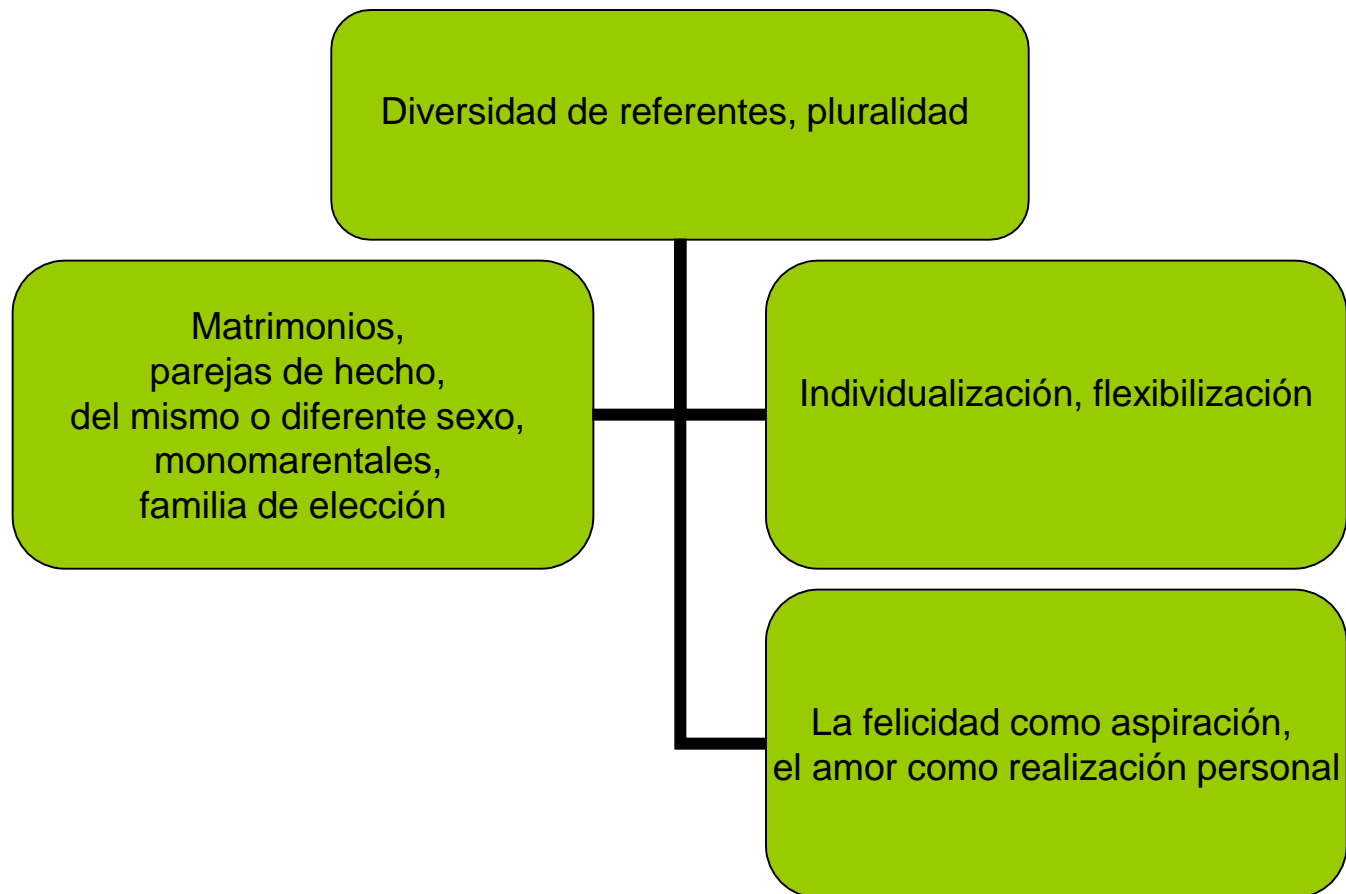 Diversidad de referentes, pluralidad
Matrimonios,
parejas de hecho,
del mismo o diferente sexo,
monomarentales,
familia de elección
Individualización, flexibilización
La felicidad como aspiración,
el amor como realización personal